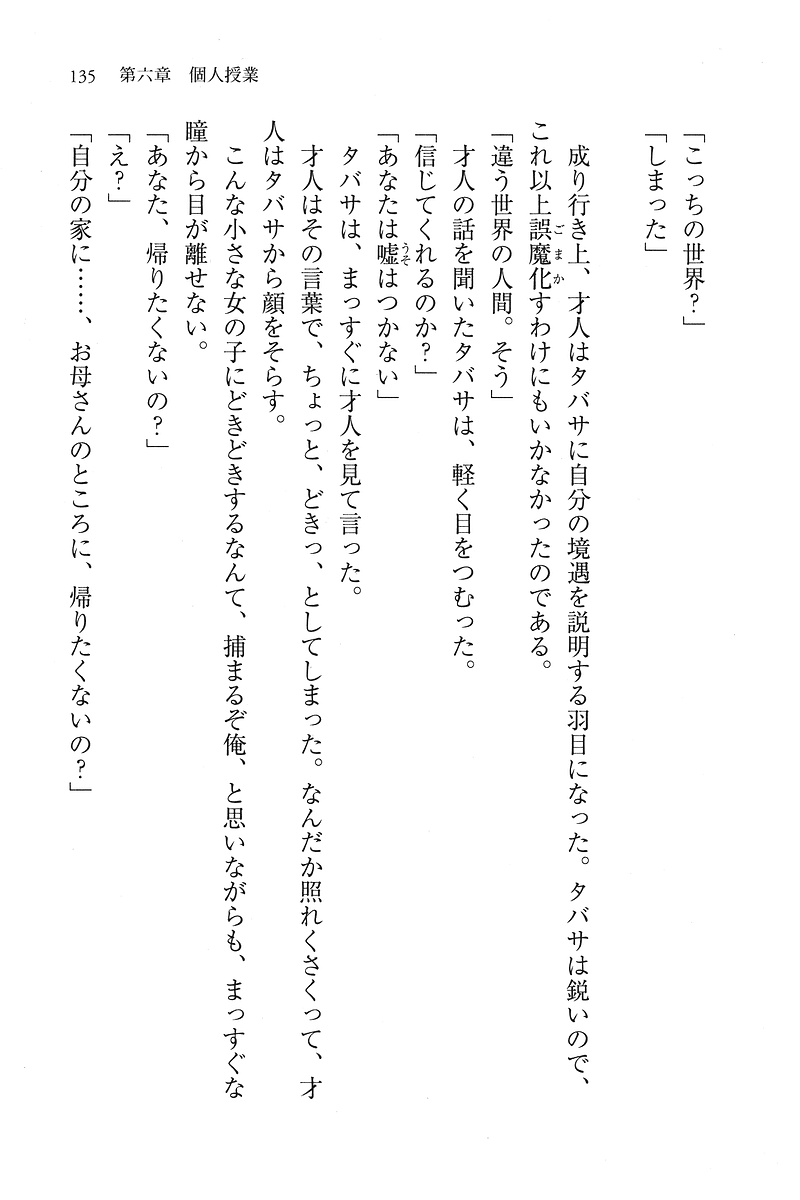 135　第六章　個人授業
「こっちの世界？」
「しまった」
成り行き上、才人はタバサに自分の境遇を説明する羽目になった。タバサは鋭いので、
これ以上誤魔化すわけにもいかなかったのである。
「違う世界の人間。そう」
才人の話を聞いたタバサは、軽く目をつむった。
「信じてくれるのか？」
「あなたは嘘はつかない」
タバサは、まっすぐに才人を見て言った。
才人はその言葉で、ちょっと、どきっ、としてしまった。なんだか照れくさくって、才
人はタバサから顔をそらす。
こんな小さな女の子にどきどきするなんて、捕まるぞ俺、と思いながらも、まっすぐな
瞳から目が離せない。
「あなた、帰りたくないの？」
「え？」
「自分の家に……、お母さんのところに、帰りたくないの？」